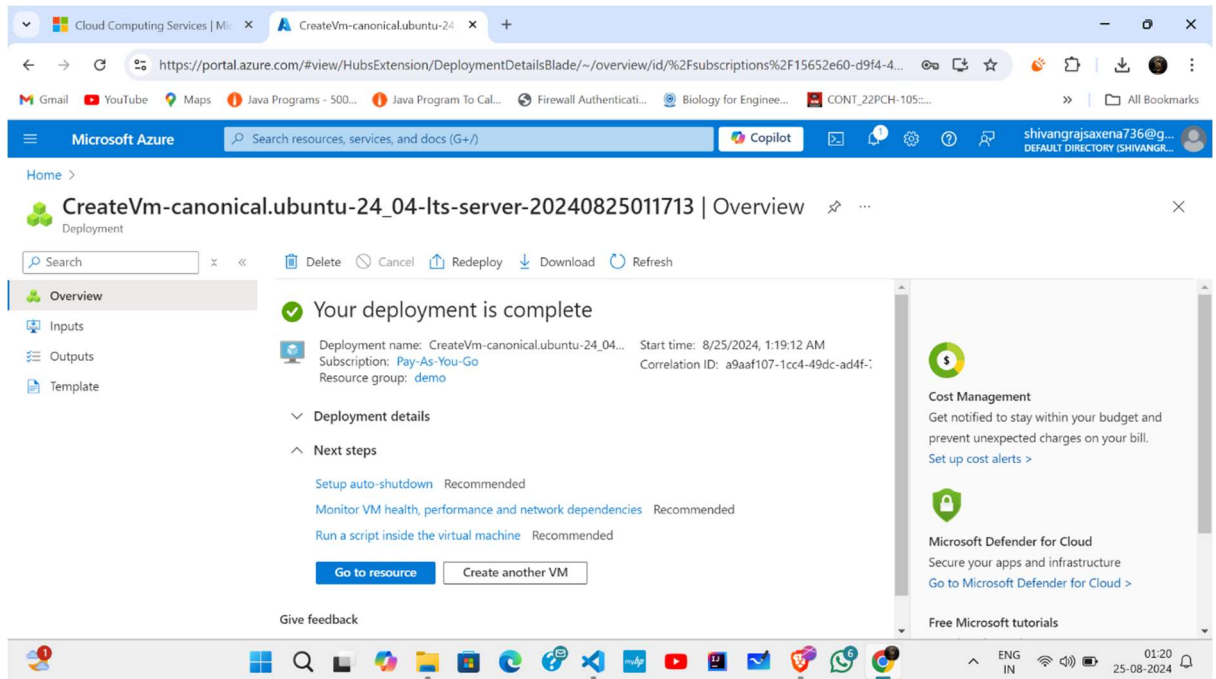 Cloud Computing Services | Mic
CreateVm-canonical.ubuntu-24
https://portal.azure.com/#view/HubsExtension/DeploymentDetailsBlade/~/overview/id/%2Fsubscriptions%2F15652e60-d9f4-4...
Gmail YouTube Maps Java Programs - 500... Java Program To Cal... Firewall Authenticati... Biology for Enginee... CONT_22PCH-105::... » All Bookmarks
Microsoft Azure Search resources, services, and docs (G+/) Copilot 1 shivangrajsaxena736@g...
DEFAULT DIRECTORY (SHIVANGR...
Home >
CreateVm-canonical.ubuntu-24_04-lts-server-20240825011713 | Overview ...
Deployment
Search Delete Cancel Redeploy Download Refresh
Overview
Inputs
Outputs
Template
Your deployment is complete
Deployment name: CreateVm-canonical.ubuntu-24_04... Start time: 8/25/2024, 1:19:12 AM
Subscription: Pay-As-You-Go Correlation ID: a9aaf107-1cc4-49dc-ad4f-
Resource group: demo
Deployment details
Next steps
Setup auto-shutdown Recommended
Monitor VM health, performance and network dependencies Recommended
Run a script inside the virtual machine Recommended
Go to resource Create another VM
Give feedback
$
Cost Management
Get notified to stay within your budget and
prevent unexpected charges on your bill.
Set up cost alerts >
Microsoft Defender for Cloud
Secure your apps and infrastructure
Go to Microsoft Defender for Cloud >
Free Microsoft tutorials
1 myhp 6 ENG 01:20
IN 25-08-2024